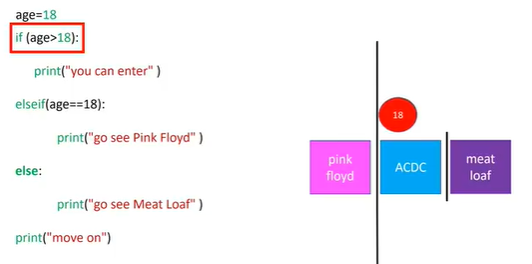 age=18
if (age>18):
print("you can enter" )
elseif(age==18):
print("go see Pink Floyd" )
else:
print("go see Meat Loaf" )
print("move on")
18
pink
floyd
ACDC
meat
loaf